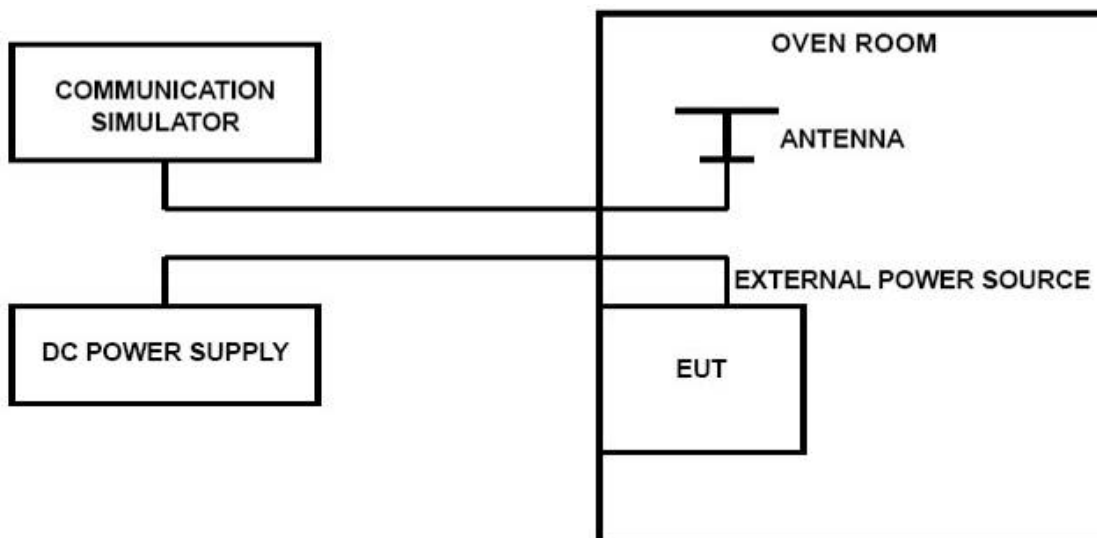 OVEN ROOM
COMMUNICATION
SIMULATOR
ANTENNA
EXTERNAL POWER SOURCE
DC POWER SUPPLY
EUT